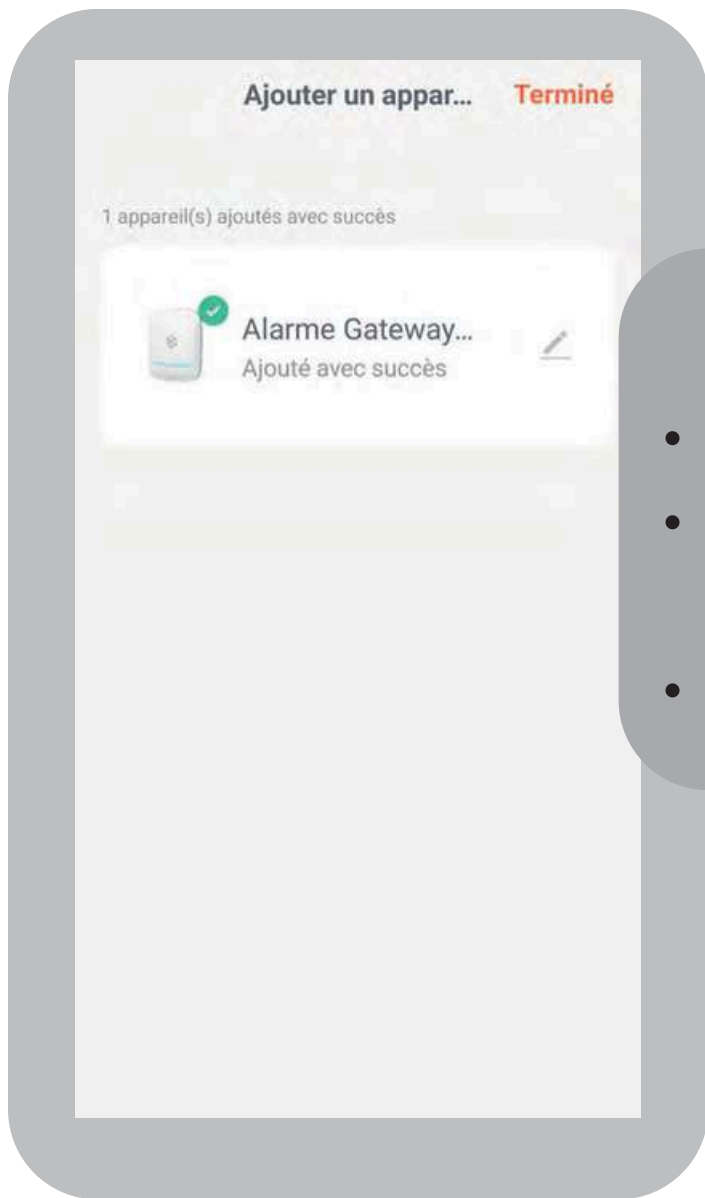 Ajouter un appar... Terminé
1 appareil(s) ajoutés avec succès
Alarme Gateway...
Ajouté avec succès